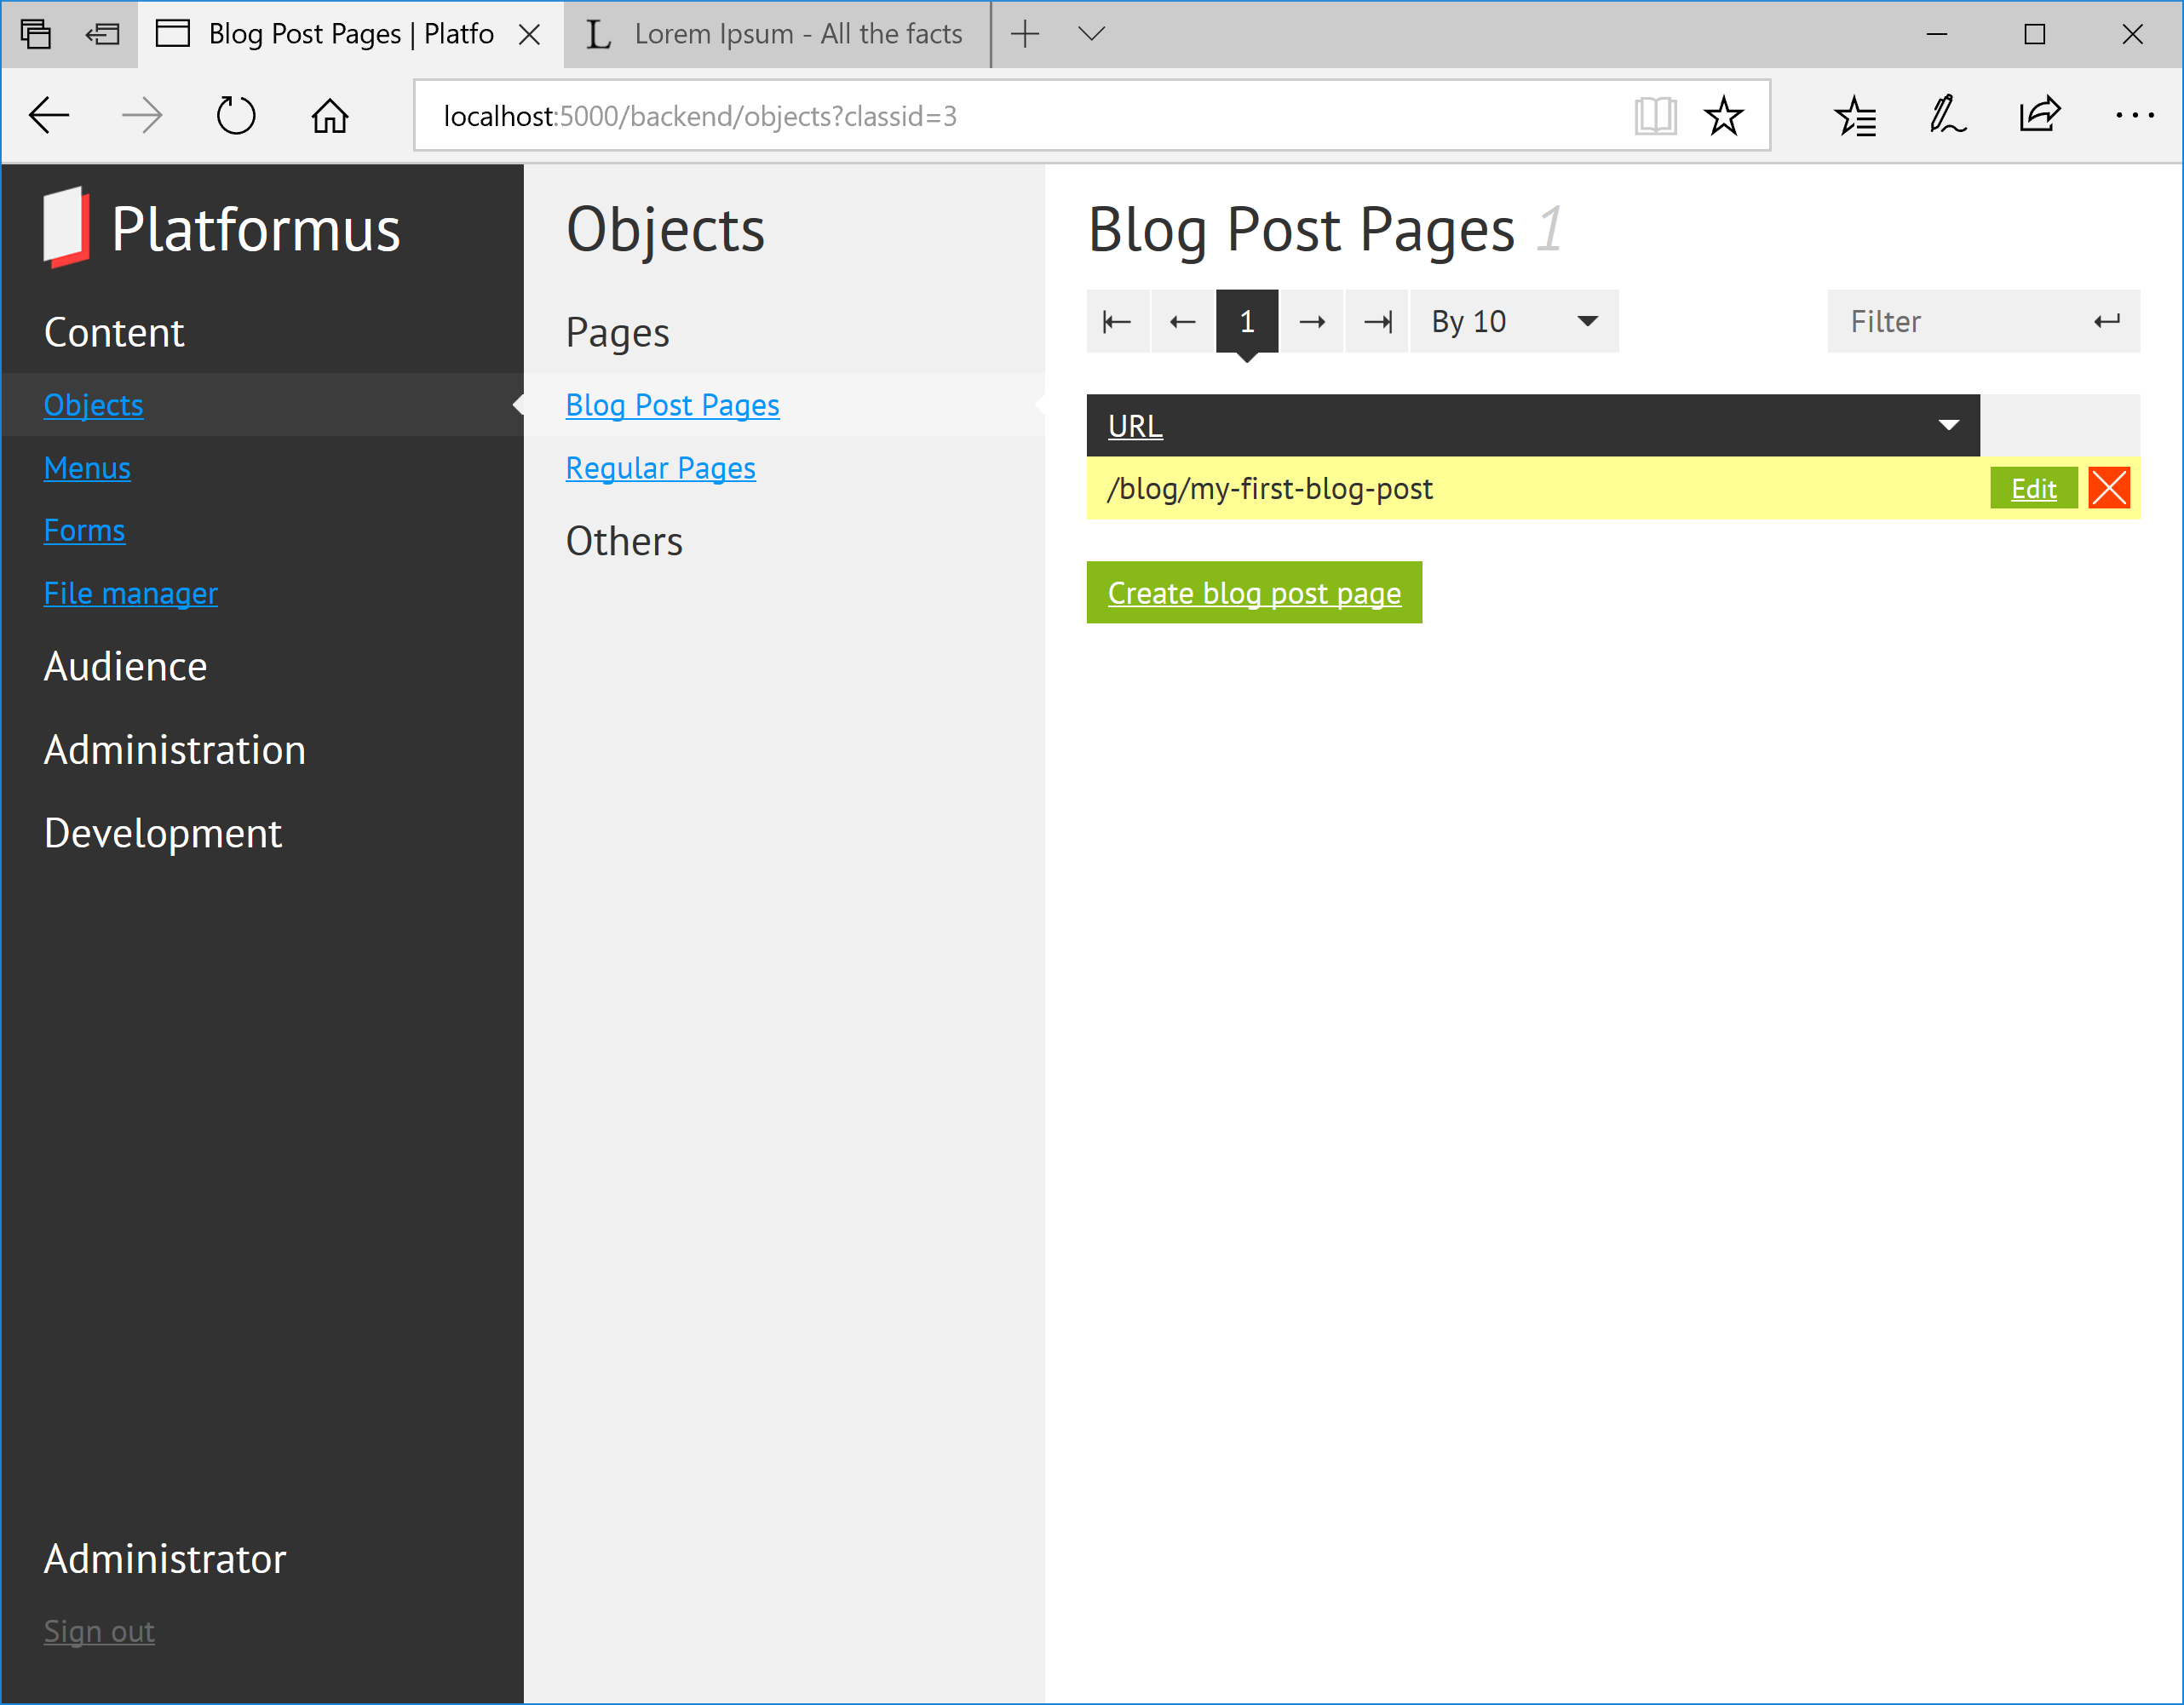 Blog Post Pages | Platfo
Lorem Ipsum - All the facts
localhost:5000/backend/objects?classid=3
Platformus
Content
Objects
Menus
Forms
File manager
Audience
Administration
Development
Administrator
Sign out
Objects
Pages
Blog Post Pages
Regular Pages
Others
Blog Post Pages 1
1 By 10 Filter
URL
/blog/my-first-blog-post Edit
Create blog post page